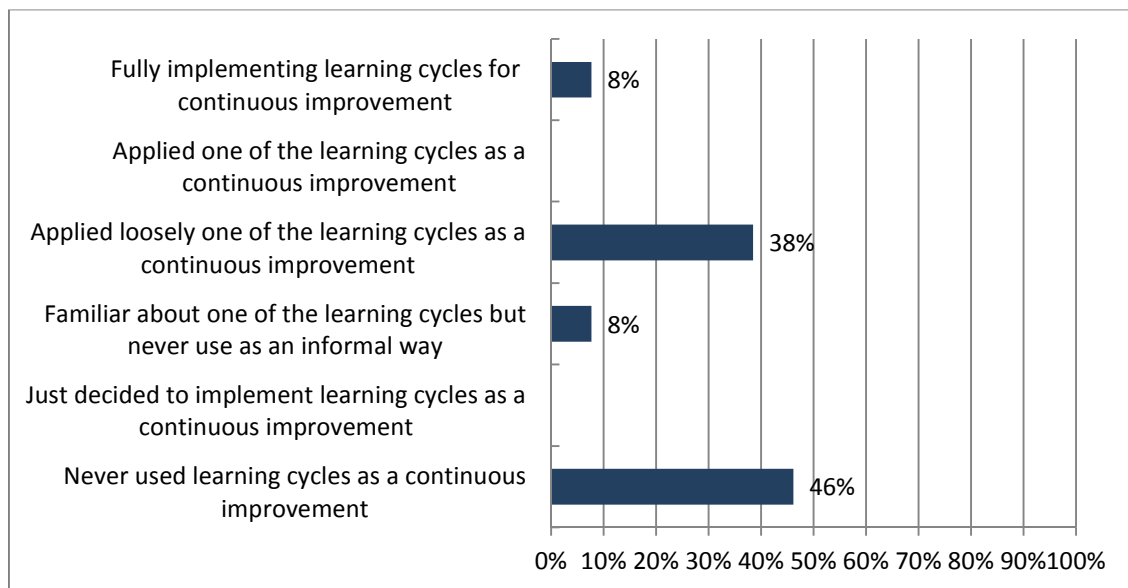 Fully implementing learning cycles for
continuous improvement
8%
Applied one of the learning cycles as a
continuous improvement
Applied loosely one of the learning cycles as a
continuous improvement
38%
Familiar about one of the learning cycles but
never use as an informal way
8%
Just decided to implement learning cycles as a
continuous improvement
Never used learning cycles as a continuous
improvement
46%
0% 10% 20% 30% 40% 50% 60% 70% 80% 90%100%